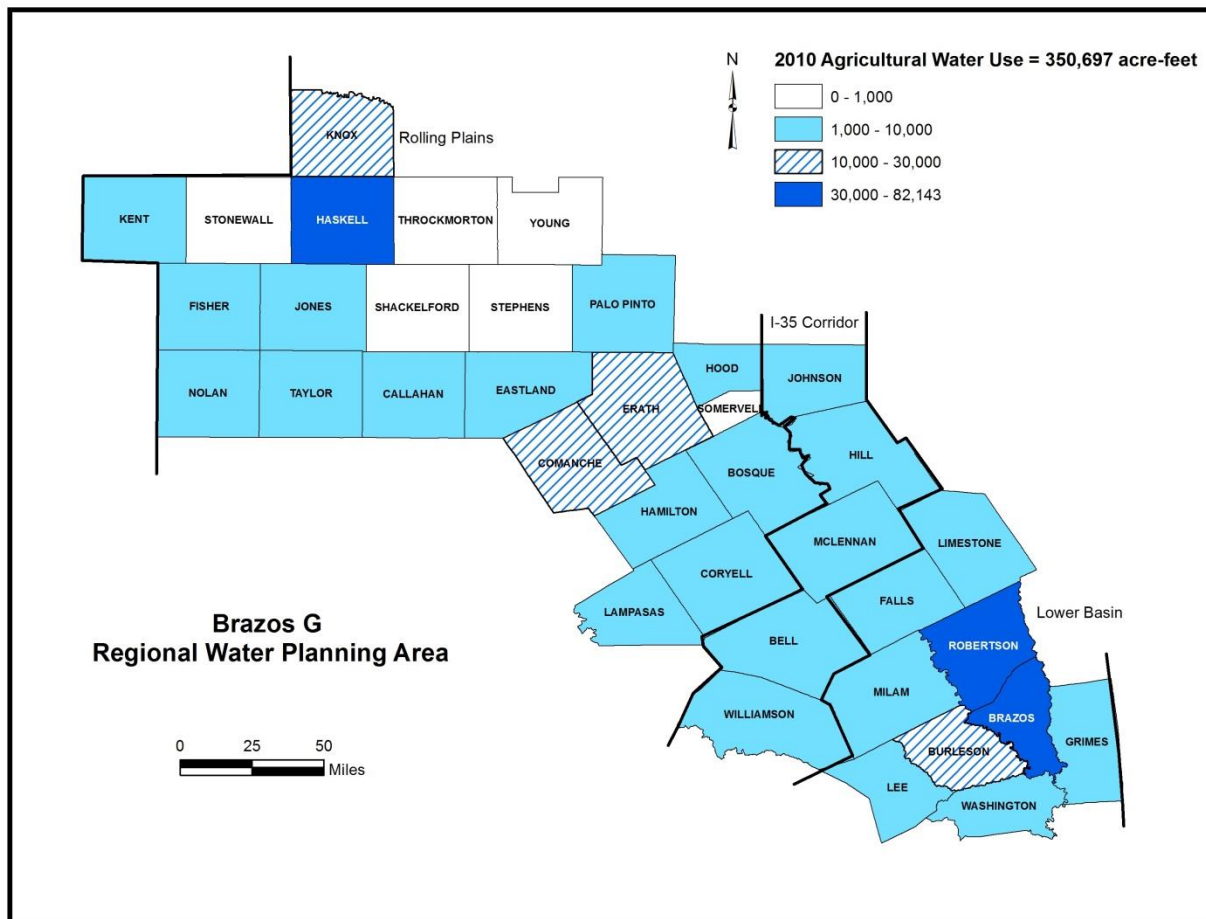 N
2010 Agricultural Water Use = 350,697 acre-feet
0 - 1,000
1,000 - 10,000
10,000 - 30,000
30,000 - 82,143
KNOX
Rolling Plains
KENT
STONEWALL
HASKELL
THROCKMORTON
YOUNG
FISHER
JONES
SHACKELFORD
STEPHENS
PALO PINTO
I-35 Corridor
NOLAN
TAYLOR
CALLAHAN
EASTLAND
ERATH
HOOD
JOHNSON
SOMERVELL
COMANCHE
BOSQUE
HILL
HAMILTON
MCLENNAN
LIMESTONE
CORYELL
LAMPASAS
FALLS
Lower Basin
BELL
ROBERTSON
Brazos G
Regional Water Planning Area
MILAM
WILLIAMSON
BRAZOS
GRIMES
BURLESON
LEE
WASHINGTON
0 25 50
Miles